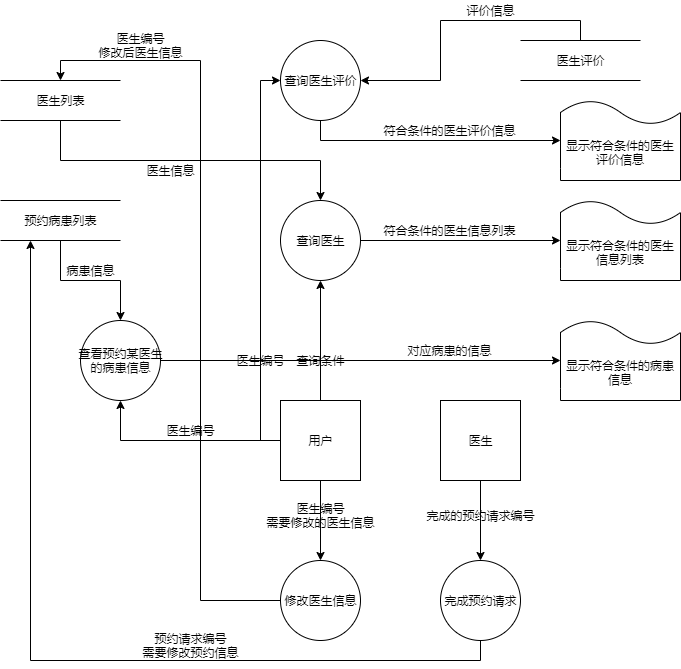 评价信息
医生编号
修改后医生信息
医生评价
查询医生评价
医生列表
符合条件的医生评价信息
显示符合条件的医生
评价信息
医生信息
预约病患列表
查询医生
符合条件的医生信息列表
显示符合条件的医生
信息列表
病患信息
查看预约某医生
的病患信息
医生编号
查询条件
对应病患的信息
显示符合条件的病患
信息
医生编号
用户
医生
医生编号
需要修改的医生信息
完成的预约请求编号
修改医生信息
完成预约请求
预约请求编号
需要修改预约信息